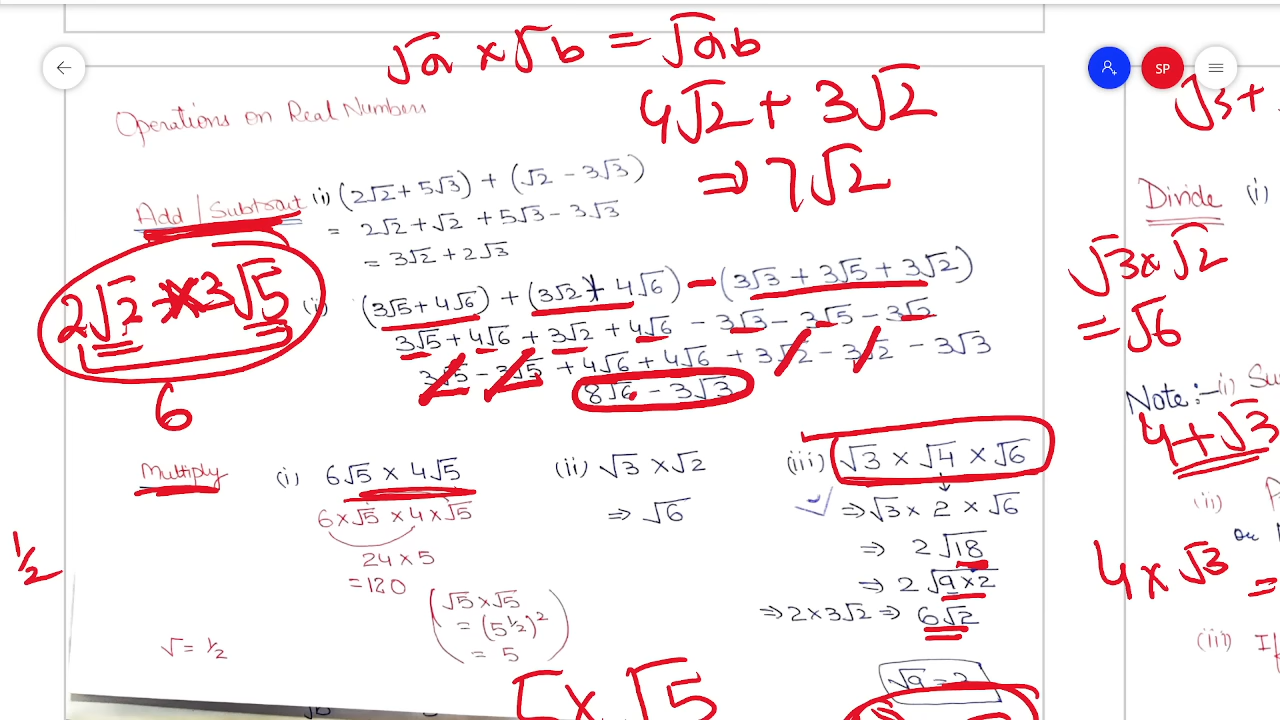 √a × √b = √ab
4√2 + 3√2
⇒ 7√2
SP
Operations on Real Numbers
Add / Subtract (i) (2√2 + 5√3) + (√2 − 3√3)
= 2√2 + √2 + 5√3 − 3√3
= 3√2 + 2√3
(3√5 + 4√6) + (3√2 + 4√6) − (3√3 + 3√5 + 3√2)
3√5 + 4√6 + 3√2 + 4√6 − 3√3 − 3√5 − 3√2
3√5 − 3√5 + 4√6 + 4√6 + 3√2 − 3√2 − 3√3
8√6 − 3√3
2√2 × 3√5
6
Multiply (i) 6√5 × 4√5
6 × √5 × 4 × √5
24 × 5
= 120
(√5 × √5
= (5^1/2)^2
= 5)
√ = 1/2
1/2
(ii) √3 × √2
⇒ √6
(iii) √3 × √4 × √6
⇒ √3 × 2 × √6
⇒ 2√18
⇒ 2√9×2
⇒ 2×3√2 ⇒ 6√2
× √5
√3 +
Divide (i)
√3 × √2
= √6
Note:- (i)
4 + √3
(ii)
4 × √3 =
(iii)